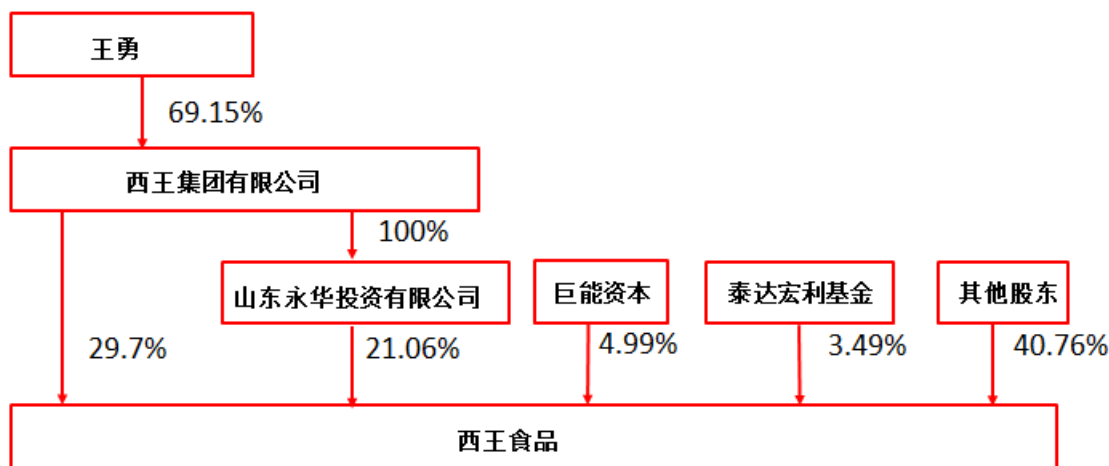 王勇
69.15%
西王集团有限公司
100%
山东永华投资有限公司
巨能资本
泰达宏利基金
其他股东
29.7%
21.06%
4.99%
3.49%
40.76%
西王食品